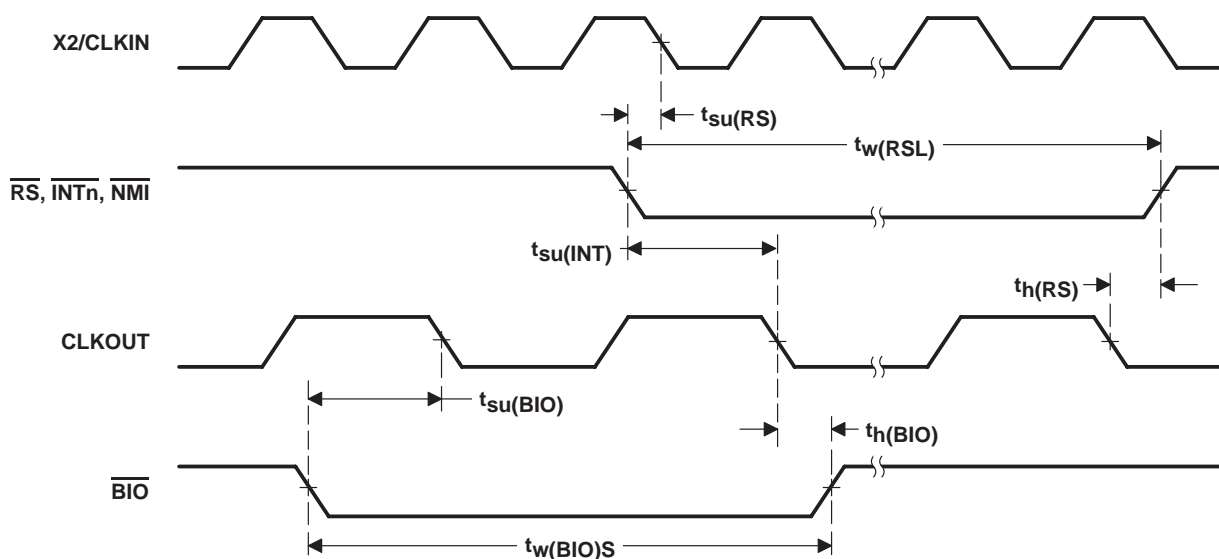 X2/CLKIN
tsu(RS)
tw(RSL)
RS, INTn, NMI
tsu(INT)
th(RS)
CLKOUT
tsu(BIO)
th(BIO)
BIO
tw(BIO)S